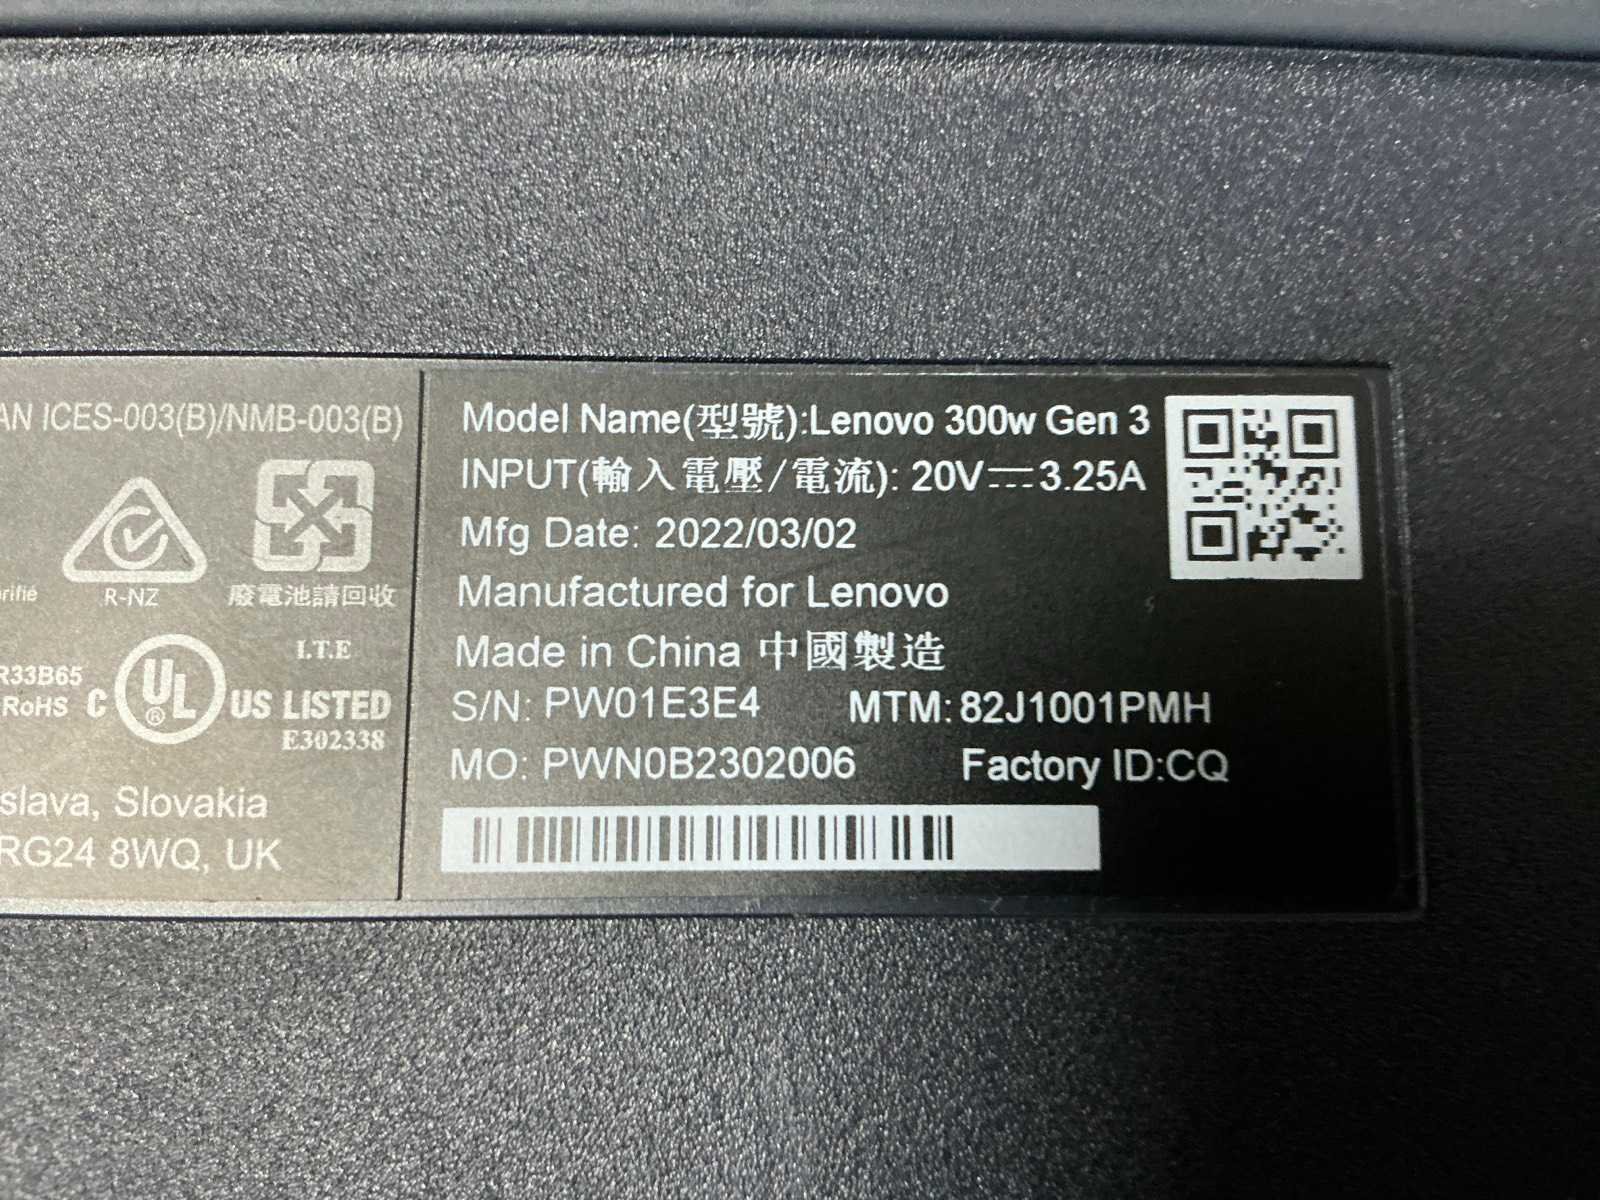 AN ICES-003(B)/NMB-003(B)
R-NZ
廢電池請回收
I.T.E
R33B65
RoHS
C UL ® US LISTED
E302338
slava, Slovakia
RG24 8WQ, UK
Model Name(型號):Lenovo 300w Gen 3
INPUT(輸入電壓/電流): 20V⎓3.25A
Mfg Date: 2022/03/02
Manufactured for Lenovo
Made in China 中國製造
S/N: PW01E3E4 MTM: 82J1001PMH
MO: PWN0B2302006 Factory ID:CQ